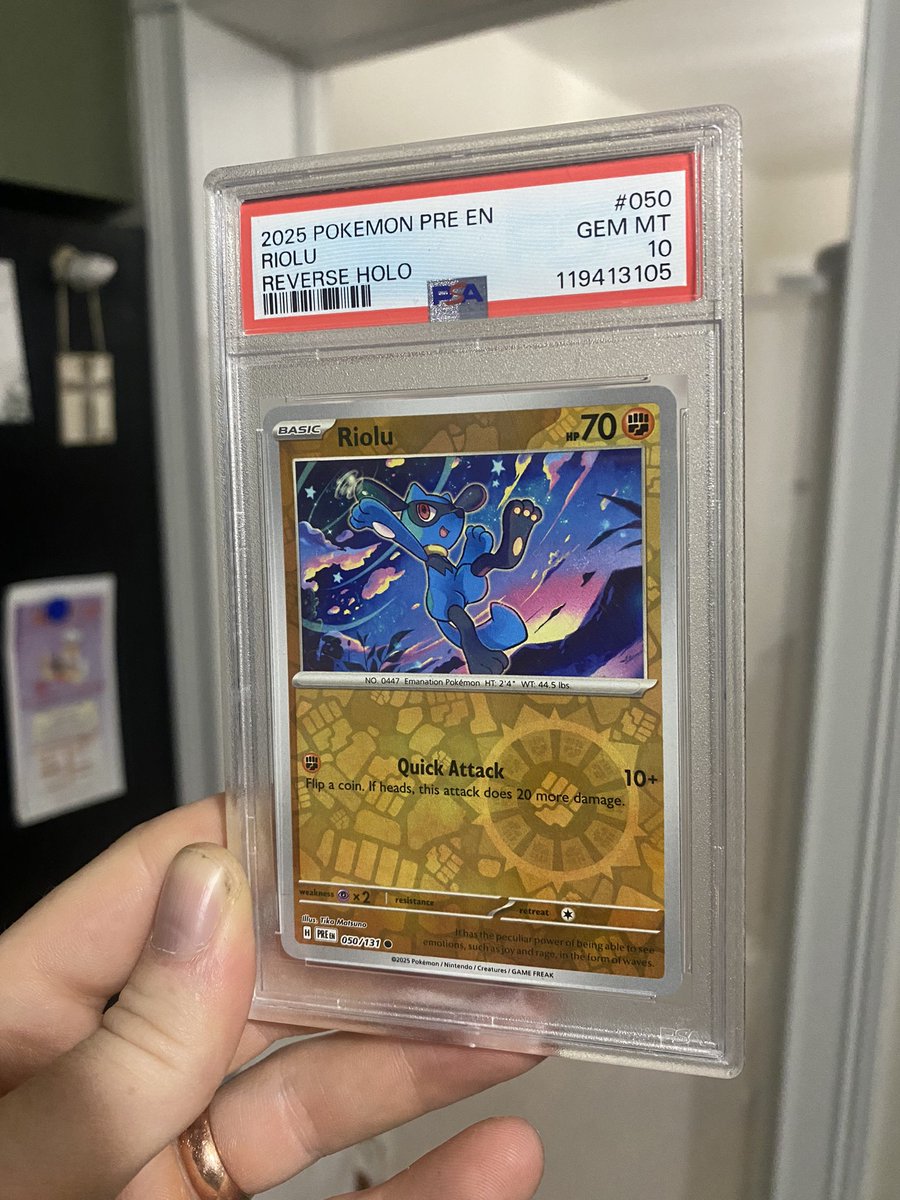 2025 POKEMON PRE EN #050
RIOLU GEM MT
REVERSE HOLO 10
PSA 119413105
BASIC Riolu HP 70
NO. 0447 Emanation Pokémon HT: 2'4" WT: 44.5 lbs.
Quick Attack 10+
Flip a coin. If heads, this attack does 20 more damage.
weakness x2 resistance retreat
Illus. Tika Matsuno
H PRE EN 050/131
It has the peculiar power of being able to see
emotions, such as joy and rage, in the form of waves.
©2025 Pokémon / Nintendo / Creatures / GAME FREAK
PSA